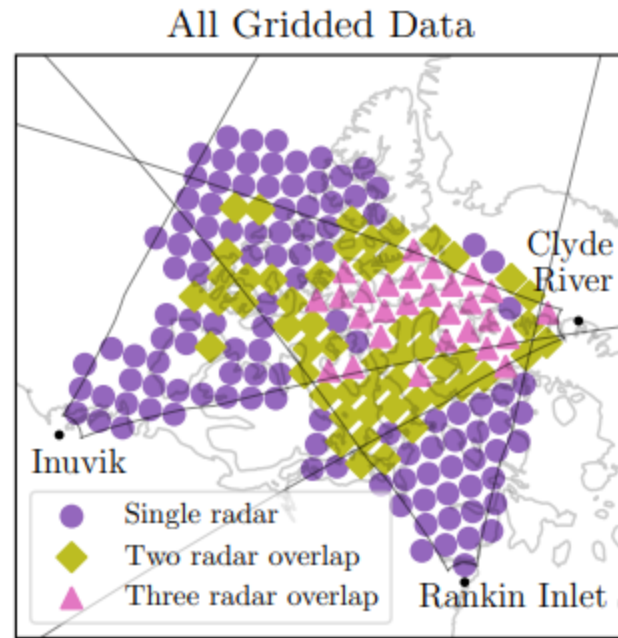 All Gridded Data
Clyde
River
Inuvik
Single radar
Two radar overlap
Three radar overlap
Rankin Inlet